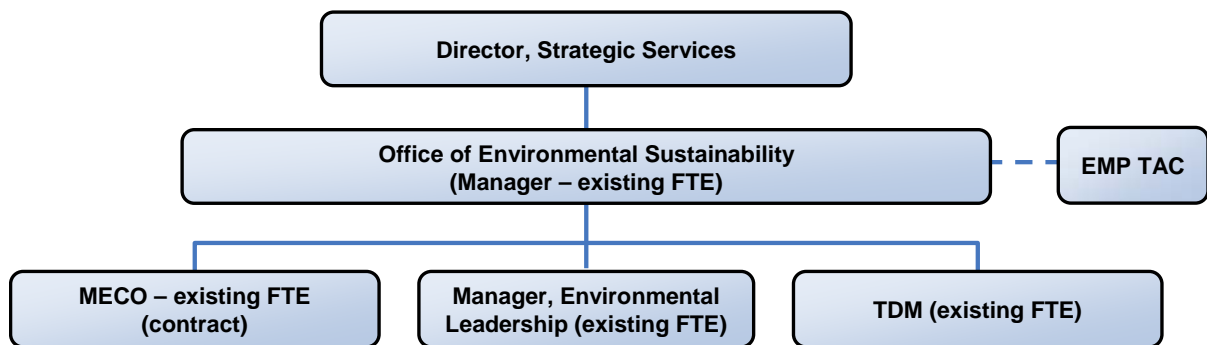 Director, Strategic Services
Office of Environmental Sustainability
(Manager – existing FTE)
EMP TAC
MECO – existing FTE
(contract)
Manager, Environmental
Leadership (existing FTE)
TDM (existing FTE)